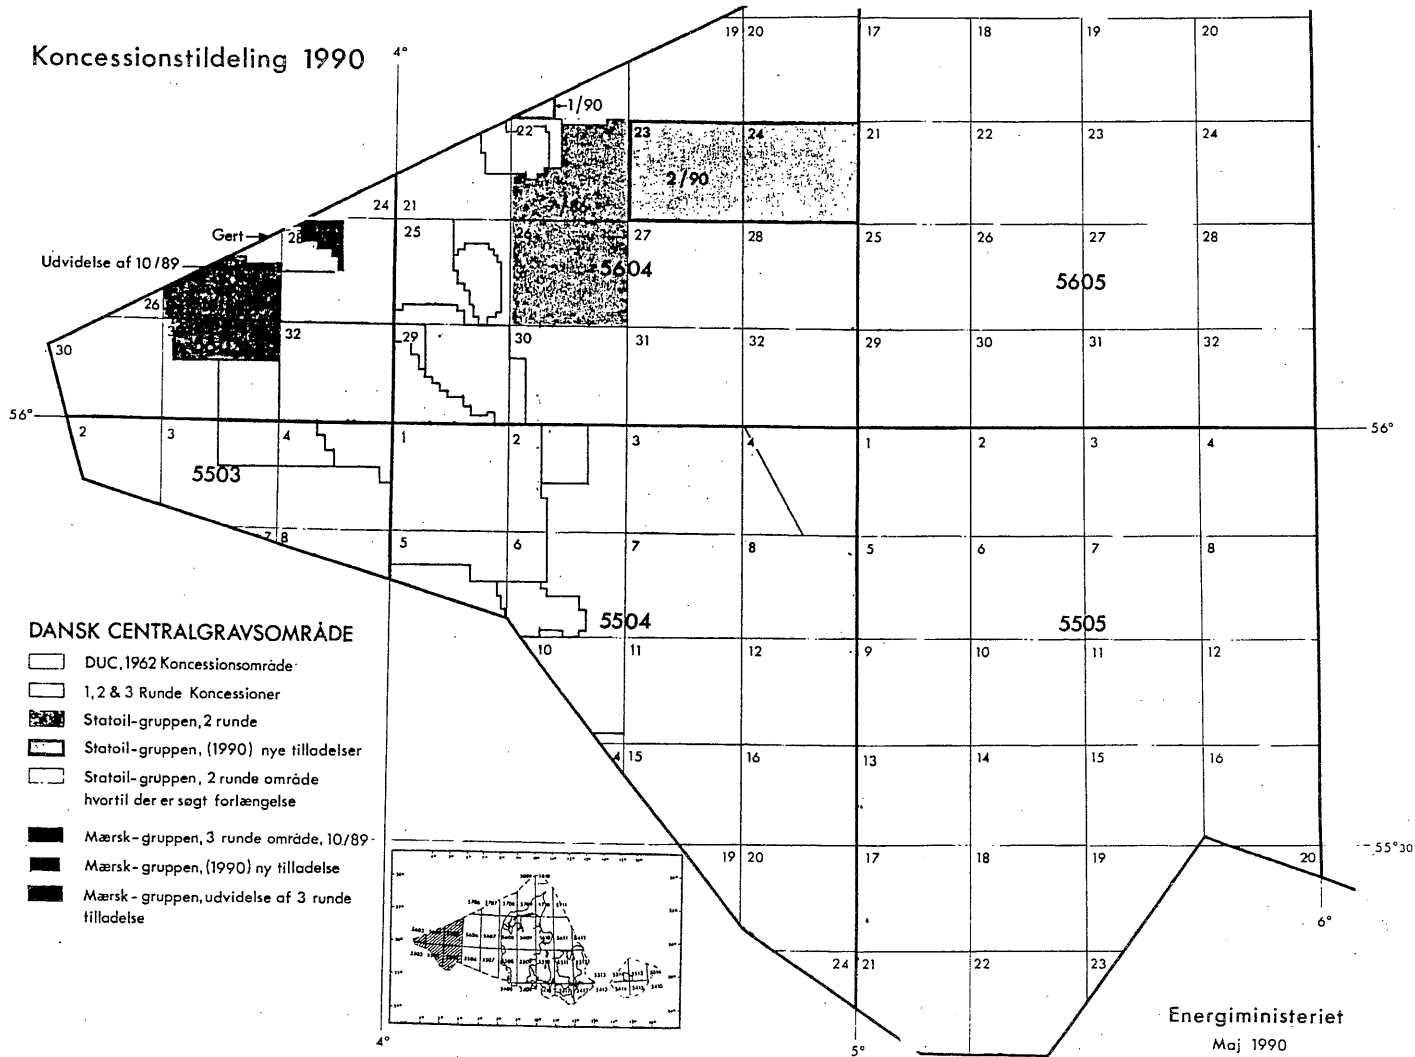 Koncessionstildeling 1990
4°
19 20 17 18 19 20
1/90
22 23 24 21 22 23 24
2/90
24 21
Gert 28 25 26 27 28 25 26 27 28
Udvidelse af 10/89
5604 5605
26
32 29 30 31 32 29 30 31 32
30
56° 56°
2 3 4 1 2 3 4 1 2 3 4
5503
7 8 5 6 7 8 5 6 7 8
5504 5505
10 11 12 9 10 11 12
15 16 13 14 15 16
19 20 17 18 19 20
55°30
24 21 22 23
6°
4° 5°
DANSK CENTRALGRAVSOMRÅDE
DUC, 1962 Koncessionsområde
1, 2 & 3 Runde Koncessioner
Statoil-gruppen, 2 runde
Statoil-gruppen, (1990) nye tilladelser
Statoil-gruppen, 2 runde område
hvortil der er søgt forlængelse
Mærsk-gruppen, 3 runde område, 10/89
Mærsk-gruppen, (1990) ny tilladelse
Mærsk-gruppen, udvidelse af 3 runde
tilladelse
Energiministeriet
Maj 1990